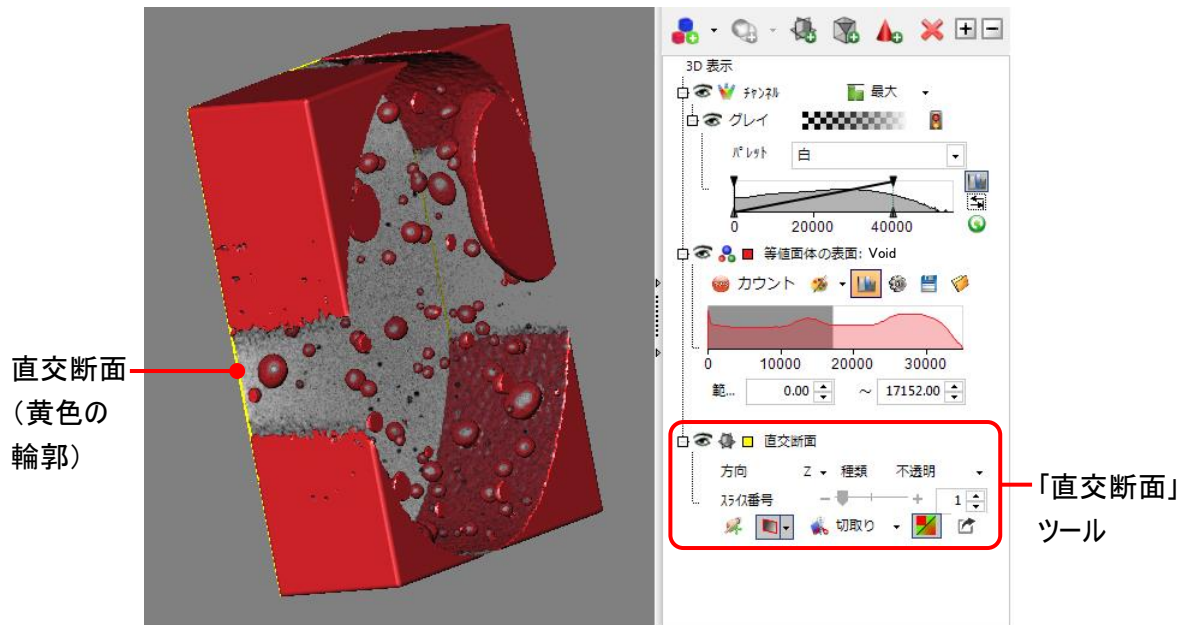 3D 表示
ﾁｬﾝﾈﾙ 最大
グレイ
ﾊﾟﾚｯﾄ 白
0 20000 40000
等値面体の表面: Void
カウント
0 10000 20000 30000
範... 0.00 ～ 17152.00
直交断面
方向 Z 種類 不透明
ｽﾗｲｽ番号 − + 1
切取り
直交断面
（黄色の
輪郭）
「直交断面」
ツール